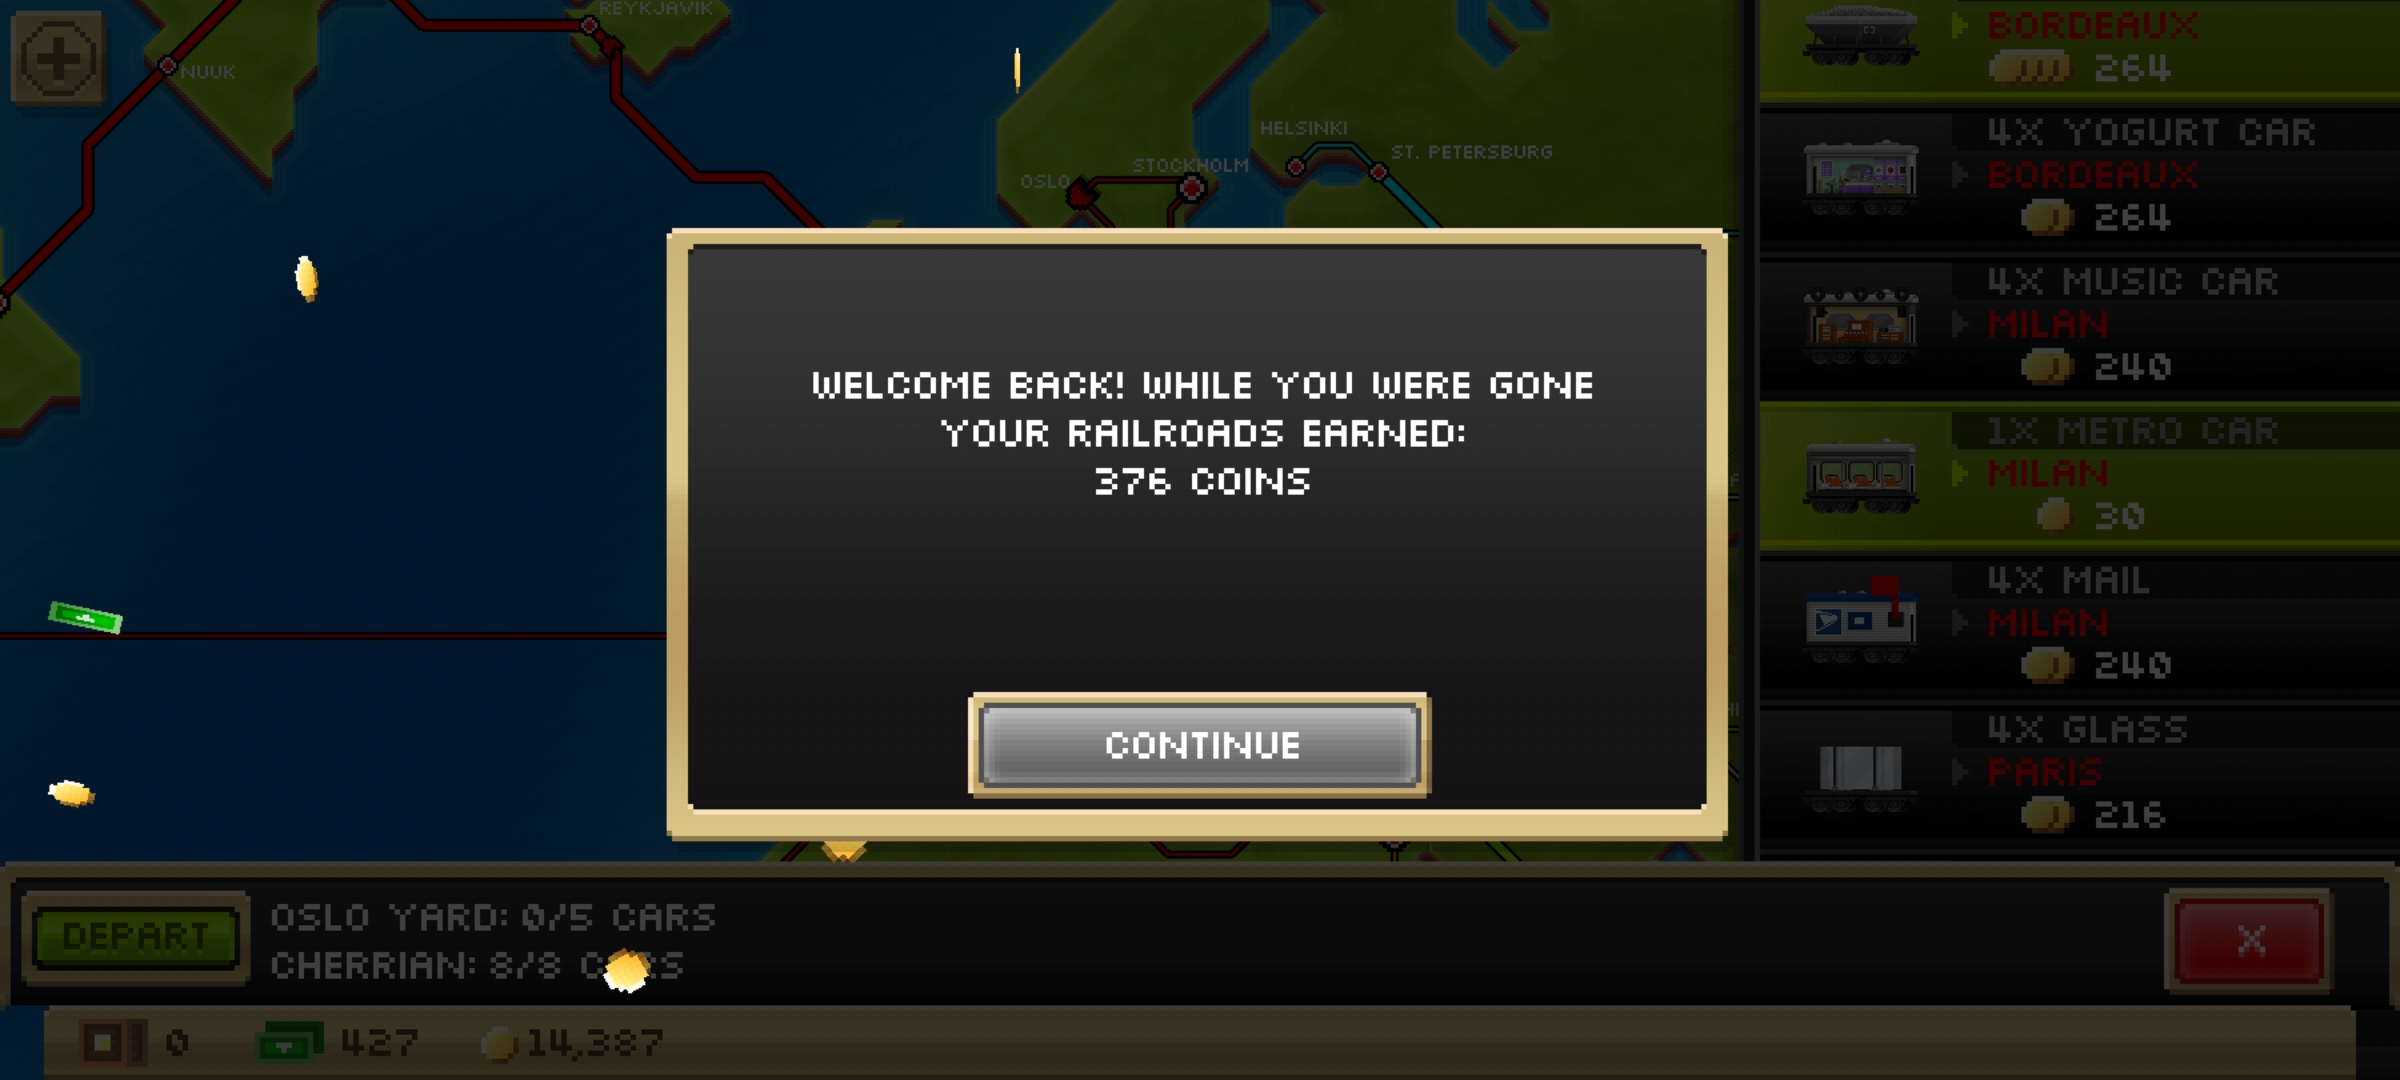 REYKJAVIK
NUUK
HELSINKI
ST. PETERSBURG
STOCKHOLM
OSLO
BORDEAUX
264
4X YOGURT CAR
BORDEAUX
264
4X MUSIC CAR
MILAN
240
1X METRO CAR
MILAN
30
4X MAIL
MILAN
240
4X GLASS
PARIS
216
WELCOME BACK! WHILE YOU WERE GONE
YOUR RAILROADS EARNED:
376 COINS
CONTINUE
DEPART
OSLO YARD: 0/5 CARS
CHERRIAN: 8/8
X
0
427
14,387